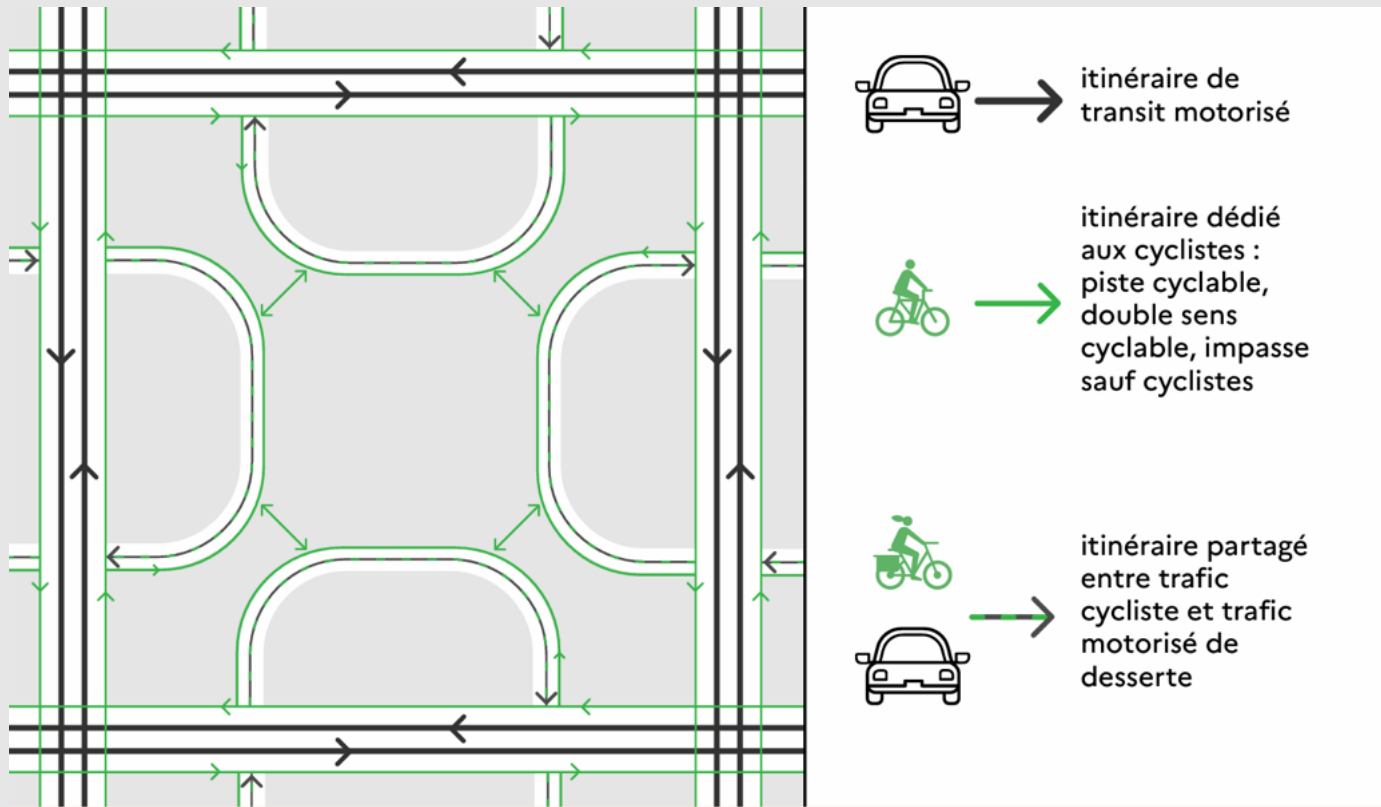 itinéraire de
transit motorisé
itinéraire dédié
aux cyclistes :
piste cyclable,
double sens
cyclable, impasse
sauf cyclistes
itinéraire partagé
entre trafic
cycliste et trafic
motorisé de
desserte